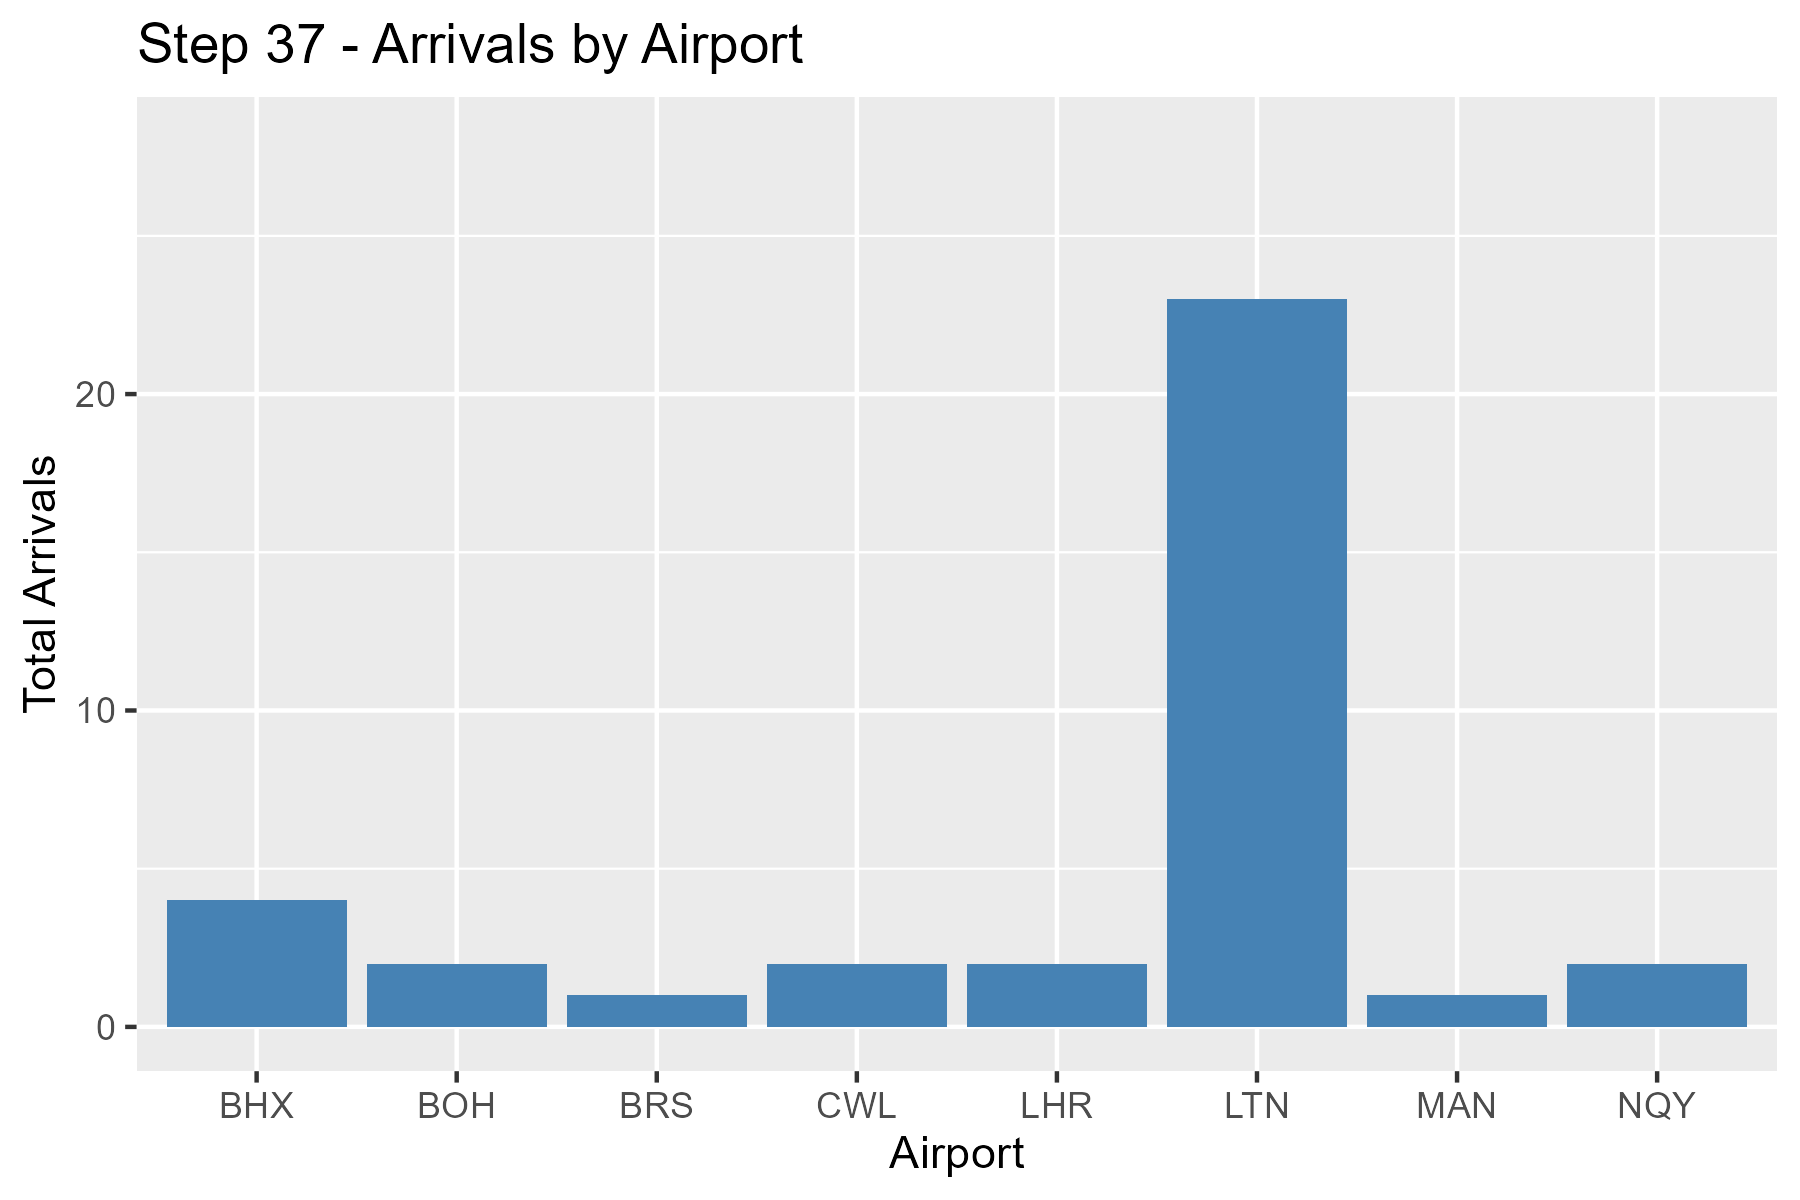 Step 37 - Arrivals by Airport
Total Arrivals
20
10
0
BHX BOH BRS CWL LHR LTN MAN NQY
Airport